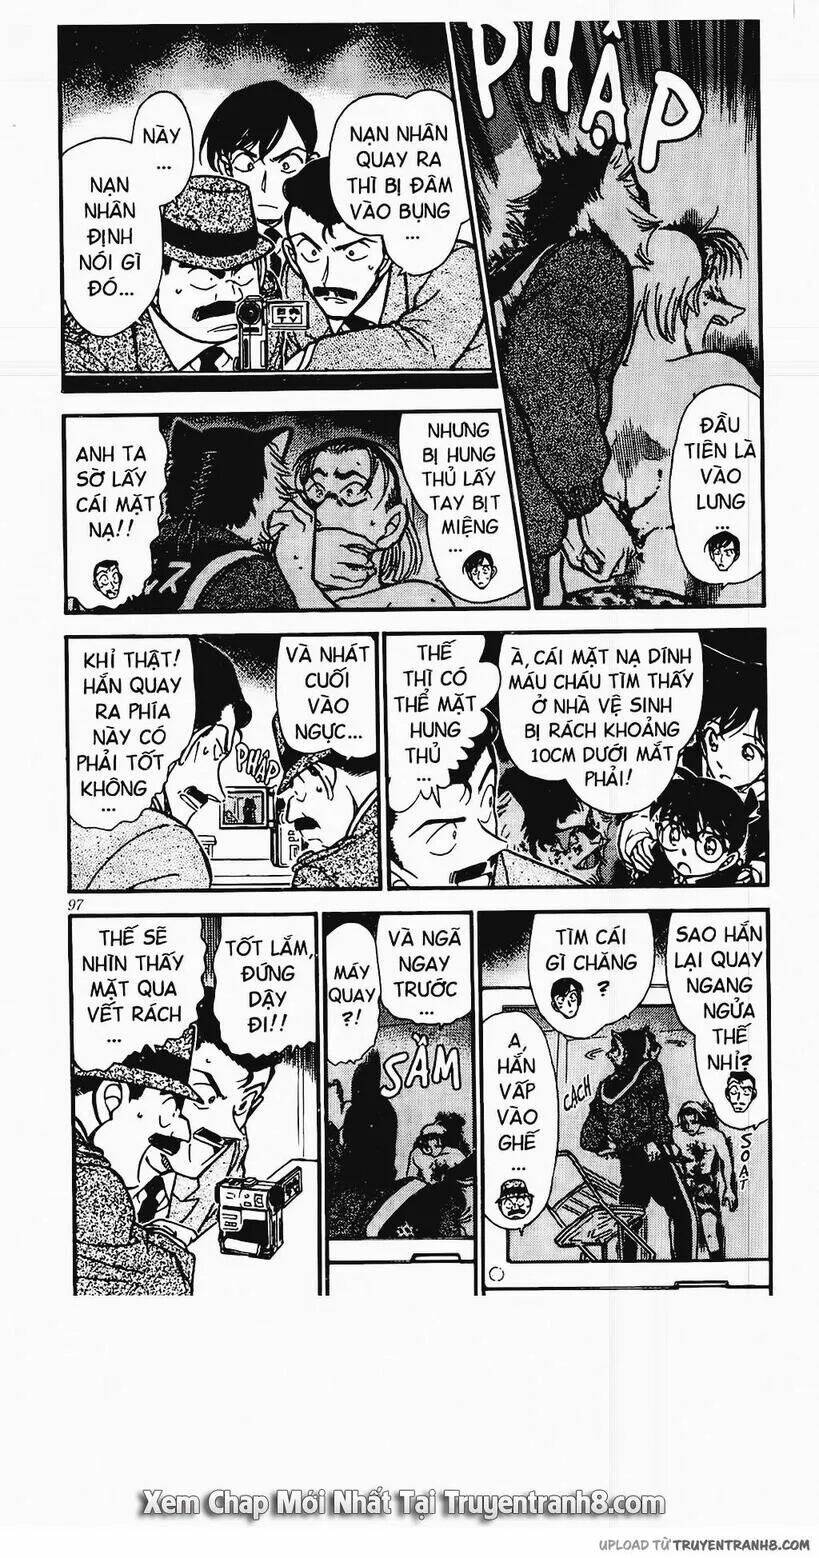 PHẬP
ĐẦU
TIÊN LÀ
VÀO
LƯNG
...
NẠN NHÂN
QUAY RA
THÌ BỊ ĐÂM
VÀO BỤNG
...
NÀY
...
NẠN
NHÂN
ĐỊNH
NÓI GÌ
ĐÓ...
NHƯNG
BỊ HUNG
THỦ LẤY
TAY BỊT
MIỆNG
...
ANH TA
SỜ LẤY
CÁI MẶT
NẠ!!
À, CÁI MẶT NẠ DÍNH
MÁU CHÁU TÌM THẤY
Ở NHÀ VỆ SINH
BỊ RÁCH KHOẢNG
10CM DƯỚI MẮT
PHẢI!
THẾ
THÌ CÓ
THỂ MẶT
HUNG
THỦ
...
VÀ NHÁT
CUỐI
VÀO
NGỰC...
PHẬP
KHỈ THẬT!
HẮN QUAY
RA PHÍA
NÀY CÓ
PHẢI TỐT
KHÔNG
...
97
SAO HẮN
LẠI QUAY
NGANG
NGỬA
THẾ
NHỈ?
TÌM CÁI
GÌ CHĂNG
?
A,
HẮN
VẤP
VÀO
GHẾ
...
CẠCH
SOẠT
VÀ NGÃ
NGAY
TRƯỚC
...
MÁY
QUAY
?!
SẦM
TỐT LẮM,
ĐỨNG
DẬY
ĐI!!
THẾ SẼ
NHÌN THẤY
MẶT QUA
VẾT RÁCH
...
Xem Chap Mới Nhất Tại Truyentranh8.com
UPLOAD TỪ TRUYENTRANH8.COM